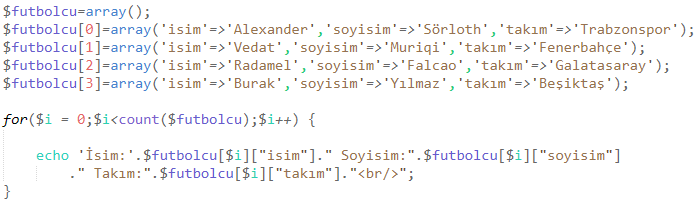 $futbolcu=array();
$futbolcu[0]=array('isim'=>'Alexander','soyisim'=>'Sörloth','takım'=>'Trabzonspor');
$futbolcu[1]=array('isim'=>'Vedat','soyisim'=>'Muriqi','takım'=>'Fenerbahçe');
$futbolcu[2]=array('isim'=>'Radamel','soyisim'=>'Falcao','takım'=>'Galatasaray');
$futbolcu[3]=array('isim'=>'Burak','soyisim'=>'Yılmaz','takım'=>'Beşiktaş');
for($i = 0;$i<count($futbolcu);$i++) {
echo 'İsim:'.$futbolcu[$i]["isim"]." Soyisim:".$futbolcu[$i]["soyisim"]
." Takım:".$futbolcu[$i]["takım"]."<br/>";
}